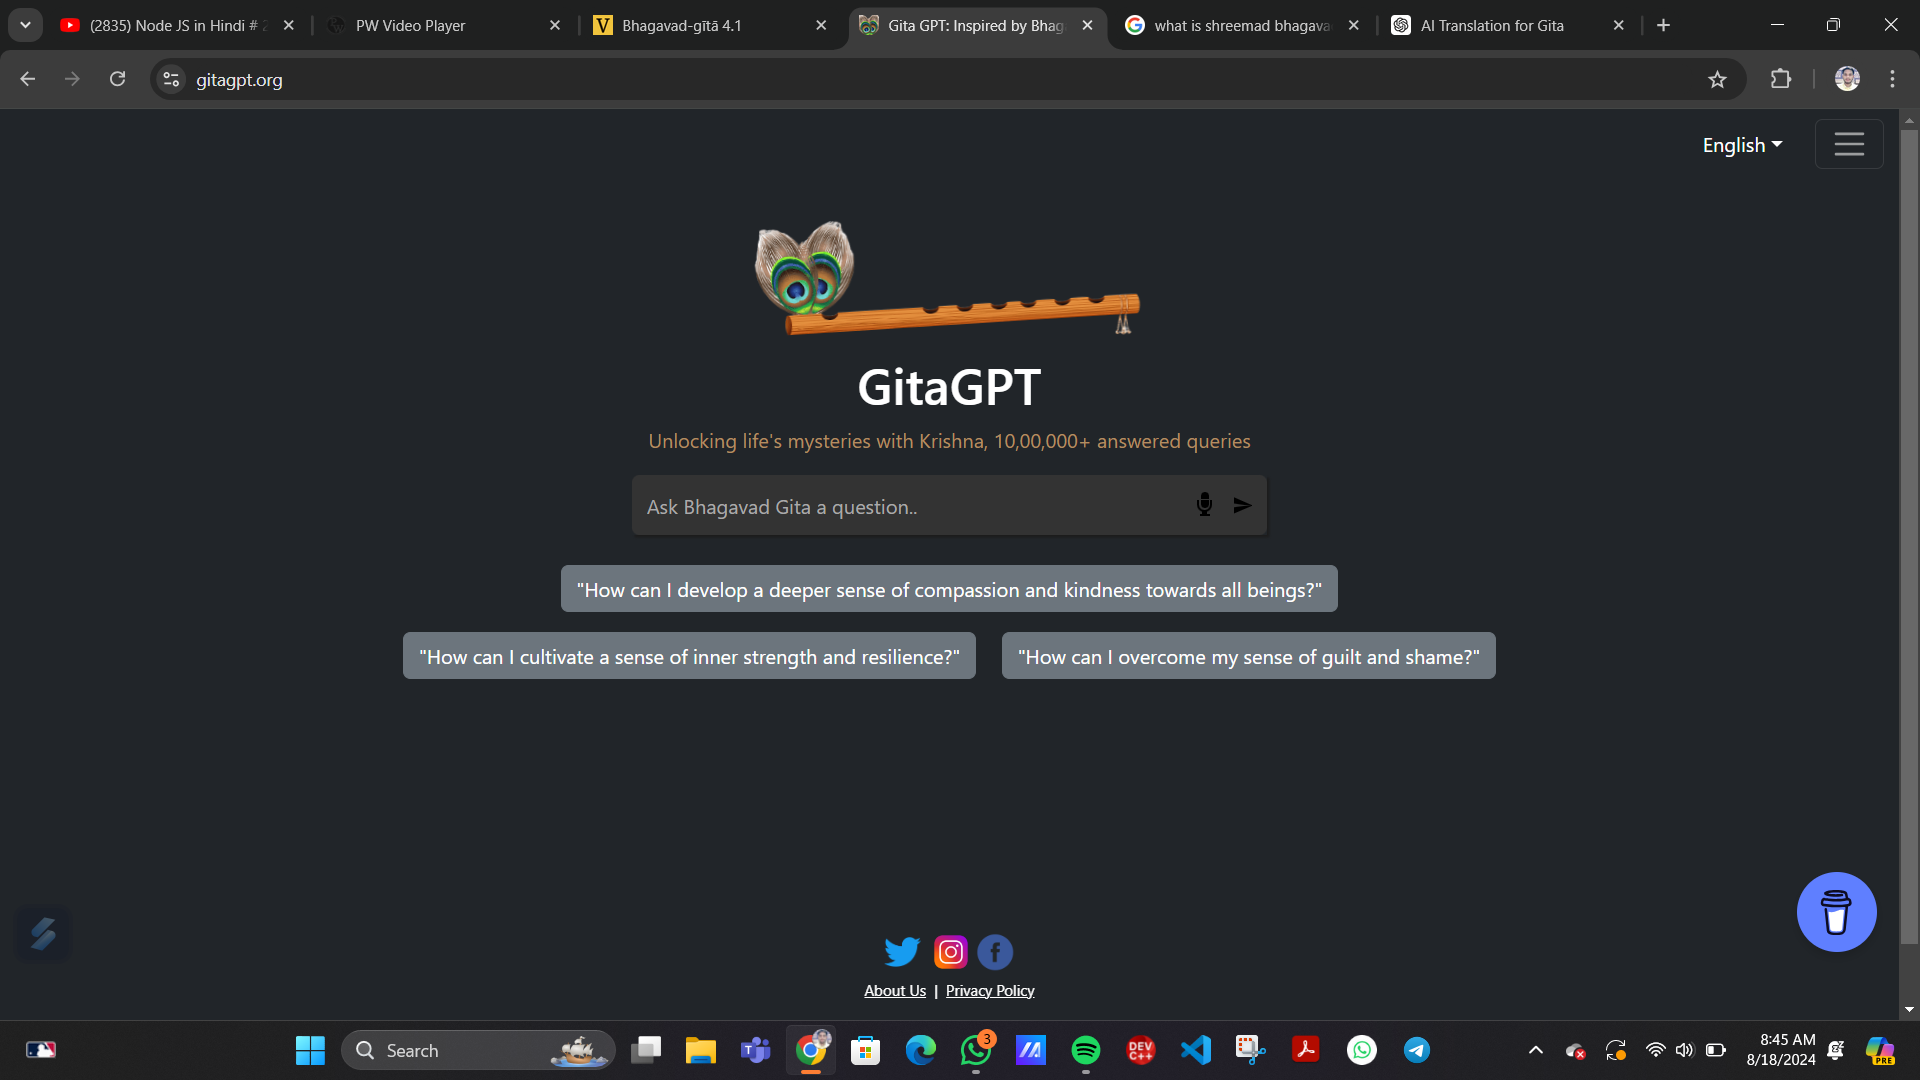 (2835) Node JS in Hindi #
PW Video Player
Bhagavad-gītā 4.1
Gita GPT: Inspired by Bhag
what is shreemad bhagava
AI Translation for Gita
gitagpt.org
English
GitaGPT
Unlocking life's mysteries with Krishna, 10,00,000+ answered queries
Ask Bhagavad Gita a question..
"How can I develop a deeper sense of compassion and kindness towards all beings?"
"How can I cultivate a sense of inner strength and resilience?"
"How can I overcome my sense of guilt and shame?"
About Us | Privacy Policy
Search
3
DEV
C++
8:45 AM
8/18/2024
PRE